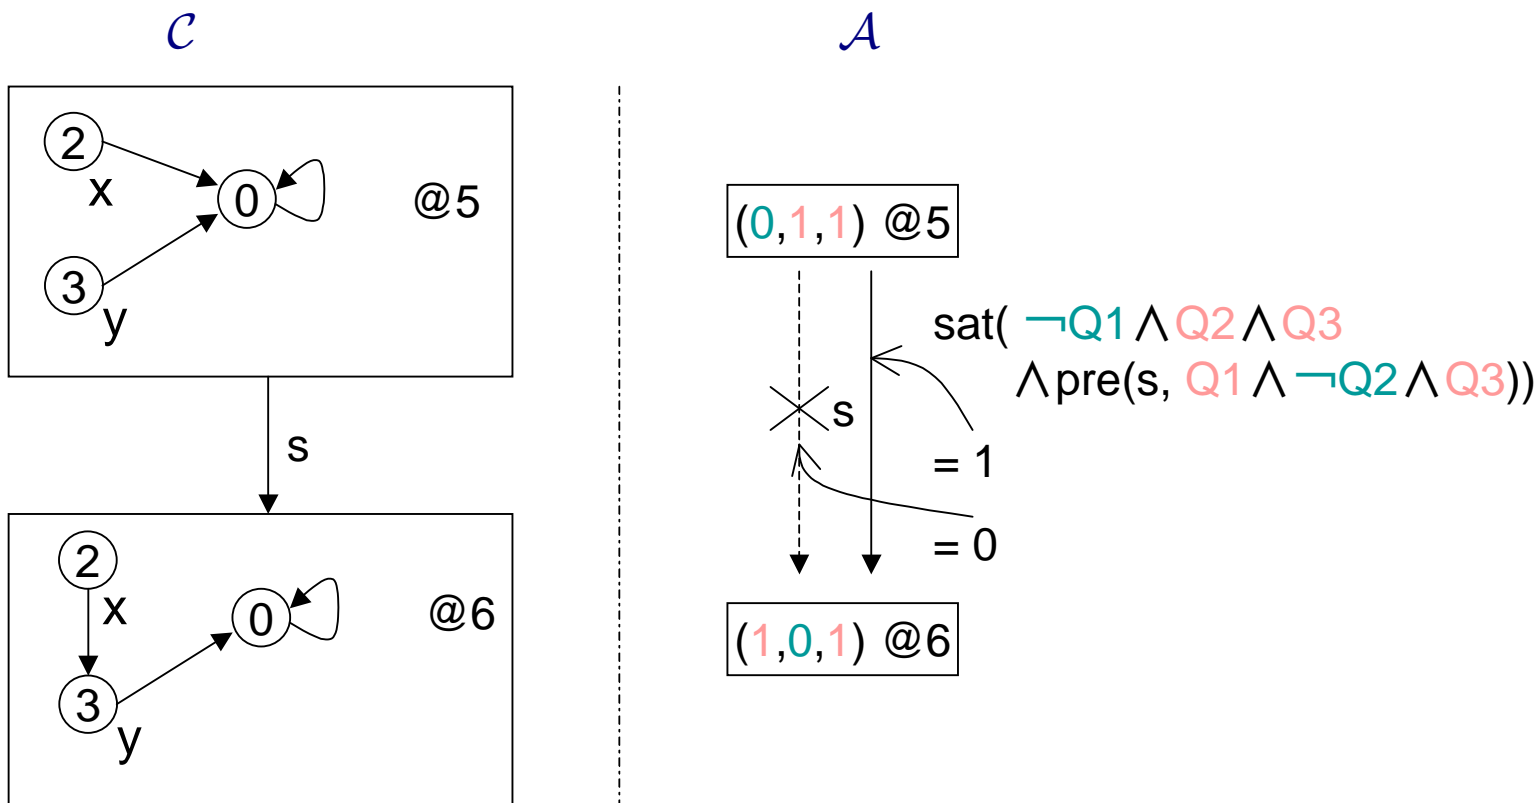 𝒞
2
x
0
@5
3
y
s
2
x
0
@6
3
y
𝒜
(0,1,1) @5
sat( ¬Q1∧Q2∧Q3
∧pre(s, Q1∧¬Q2∧Q3))
s
= 1
= 0
(1,0,1) @6